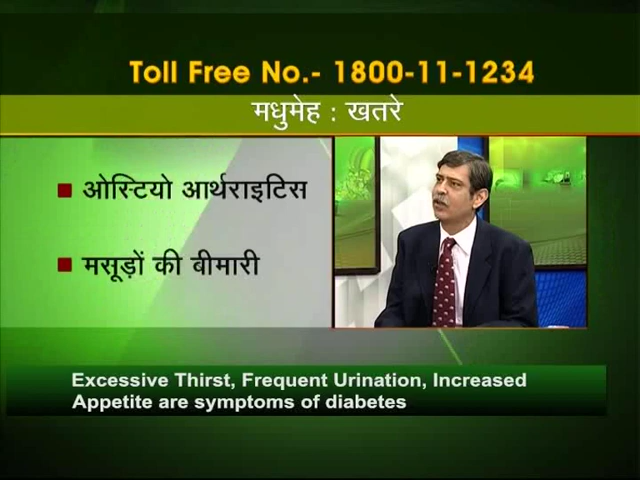 Toll Free No.- 1800-11-1234
मधुमेह : खतरे
ओस्टियो आर्थराइटिस
मसूड़ों की बीमारी
Excessive Thirst, Frequent Urination, Increased
Appetite are symptoms of diabetes